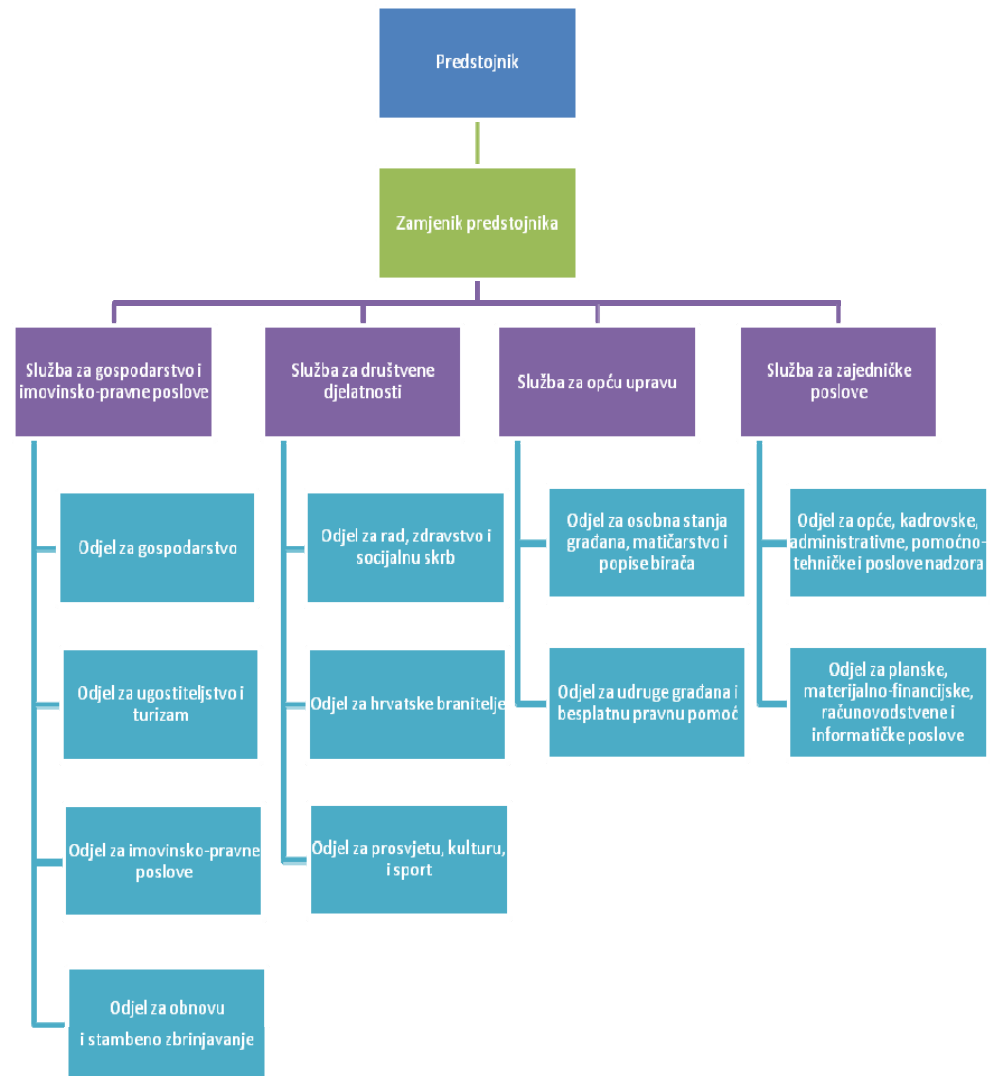 Predstojnik
Zamjenik predstojnika
Služba za gospodarstvo i
imovinsko-pravne poslove
Služba za društvene
djelatnosti
Služba za opću upravu
Služba za zajedničke
poslove
Odjel za gospodarstvo
Odjel za ugostiteljstvo i
turizam
Odjel za imovinsko-pravne
poslove
Odjel za obnovu
i stambeno zbrinjavanje
Odjel za rad, zdravstvo i
socijalnu skrb
Odjel za hrvatske branitelje
Odjel za prosvjetu, kulturu,
i sport
Odjel za osobna stanja
građana, matičarstvo i
popise birača
Odjel za udruge građana i
besplatnu pravnu pomoć
Odjel za opće, kadrovske,
administrativne, pomoćno-
tehničke i poslove nadzora
Odjel za planske,
materijalno-financijske,
računovodstvene i
informatičke poslove